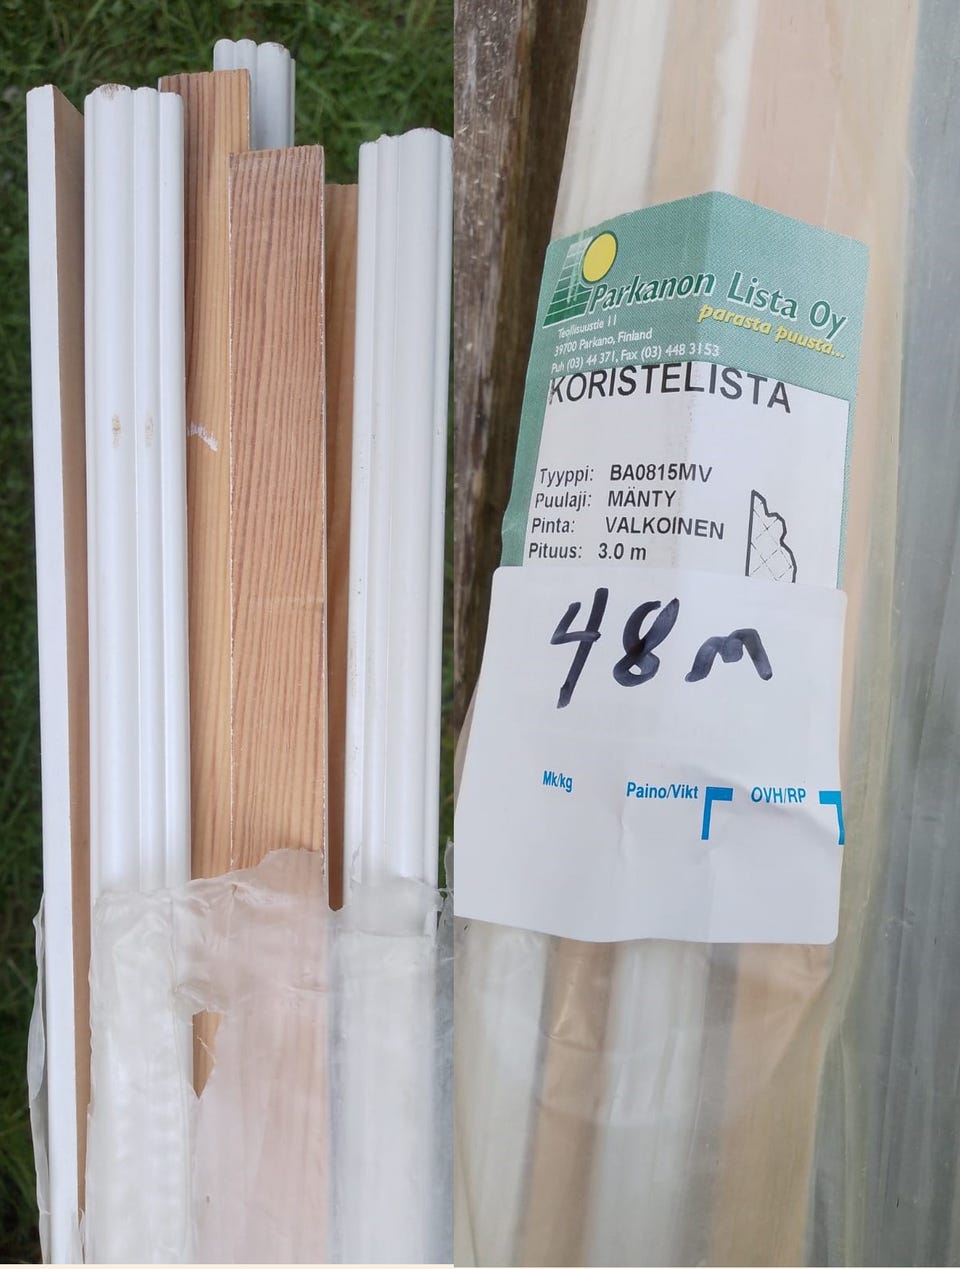 Parkanon Lista Oy
parasta puusta...
Teollisuustie 11
39700 Parkano, Finland
Puh (03) 44 371, Fax (03) 448 3153
KORISTELISTA
Tyyppi: BA0815MV
Puulaji: MÄNTY
Pinta: VALKOINEN
Pituus: 3.0 m
48 m
Mk/kg Paino/Vikt OVH/RP